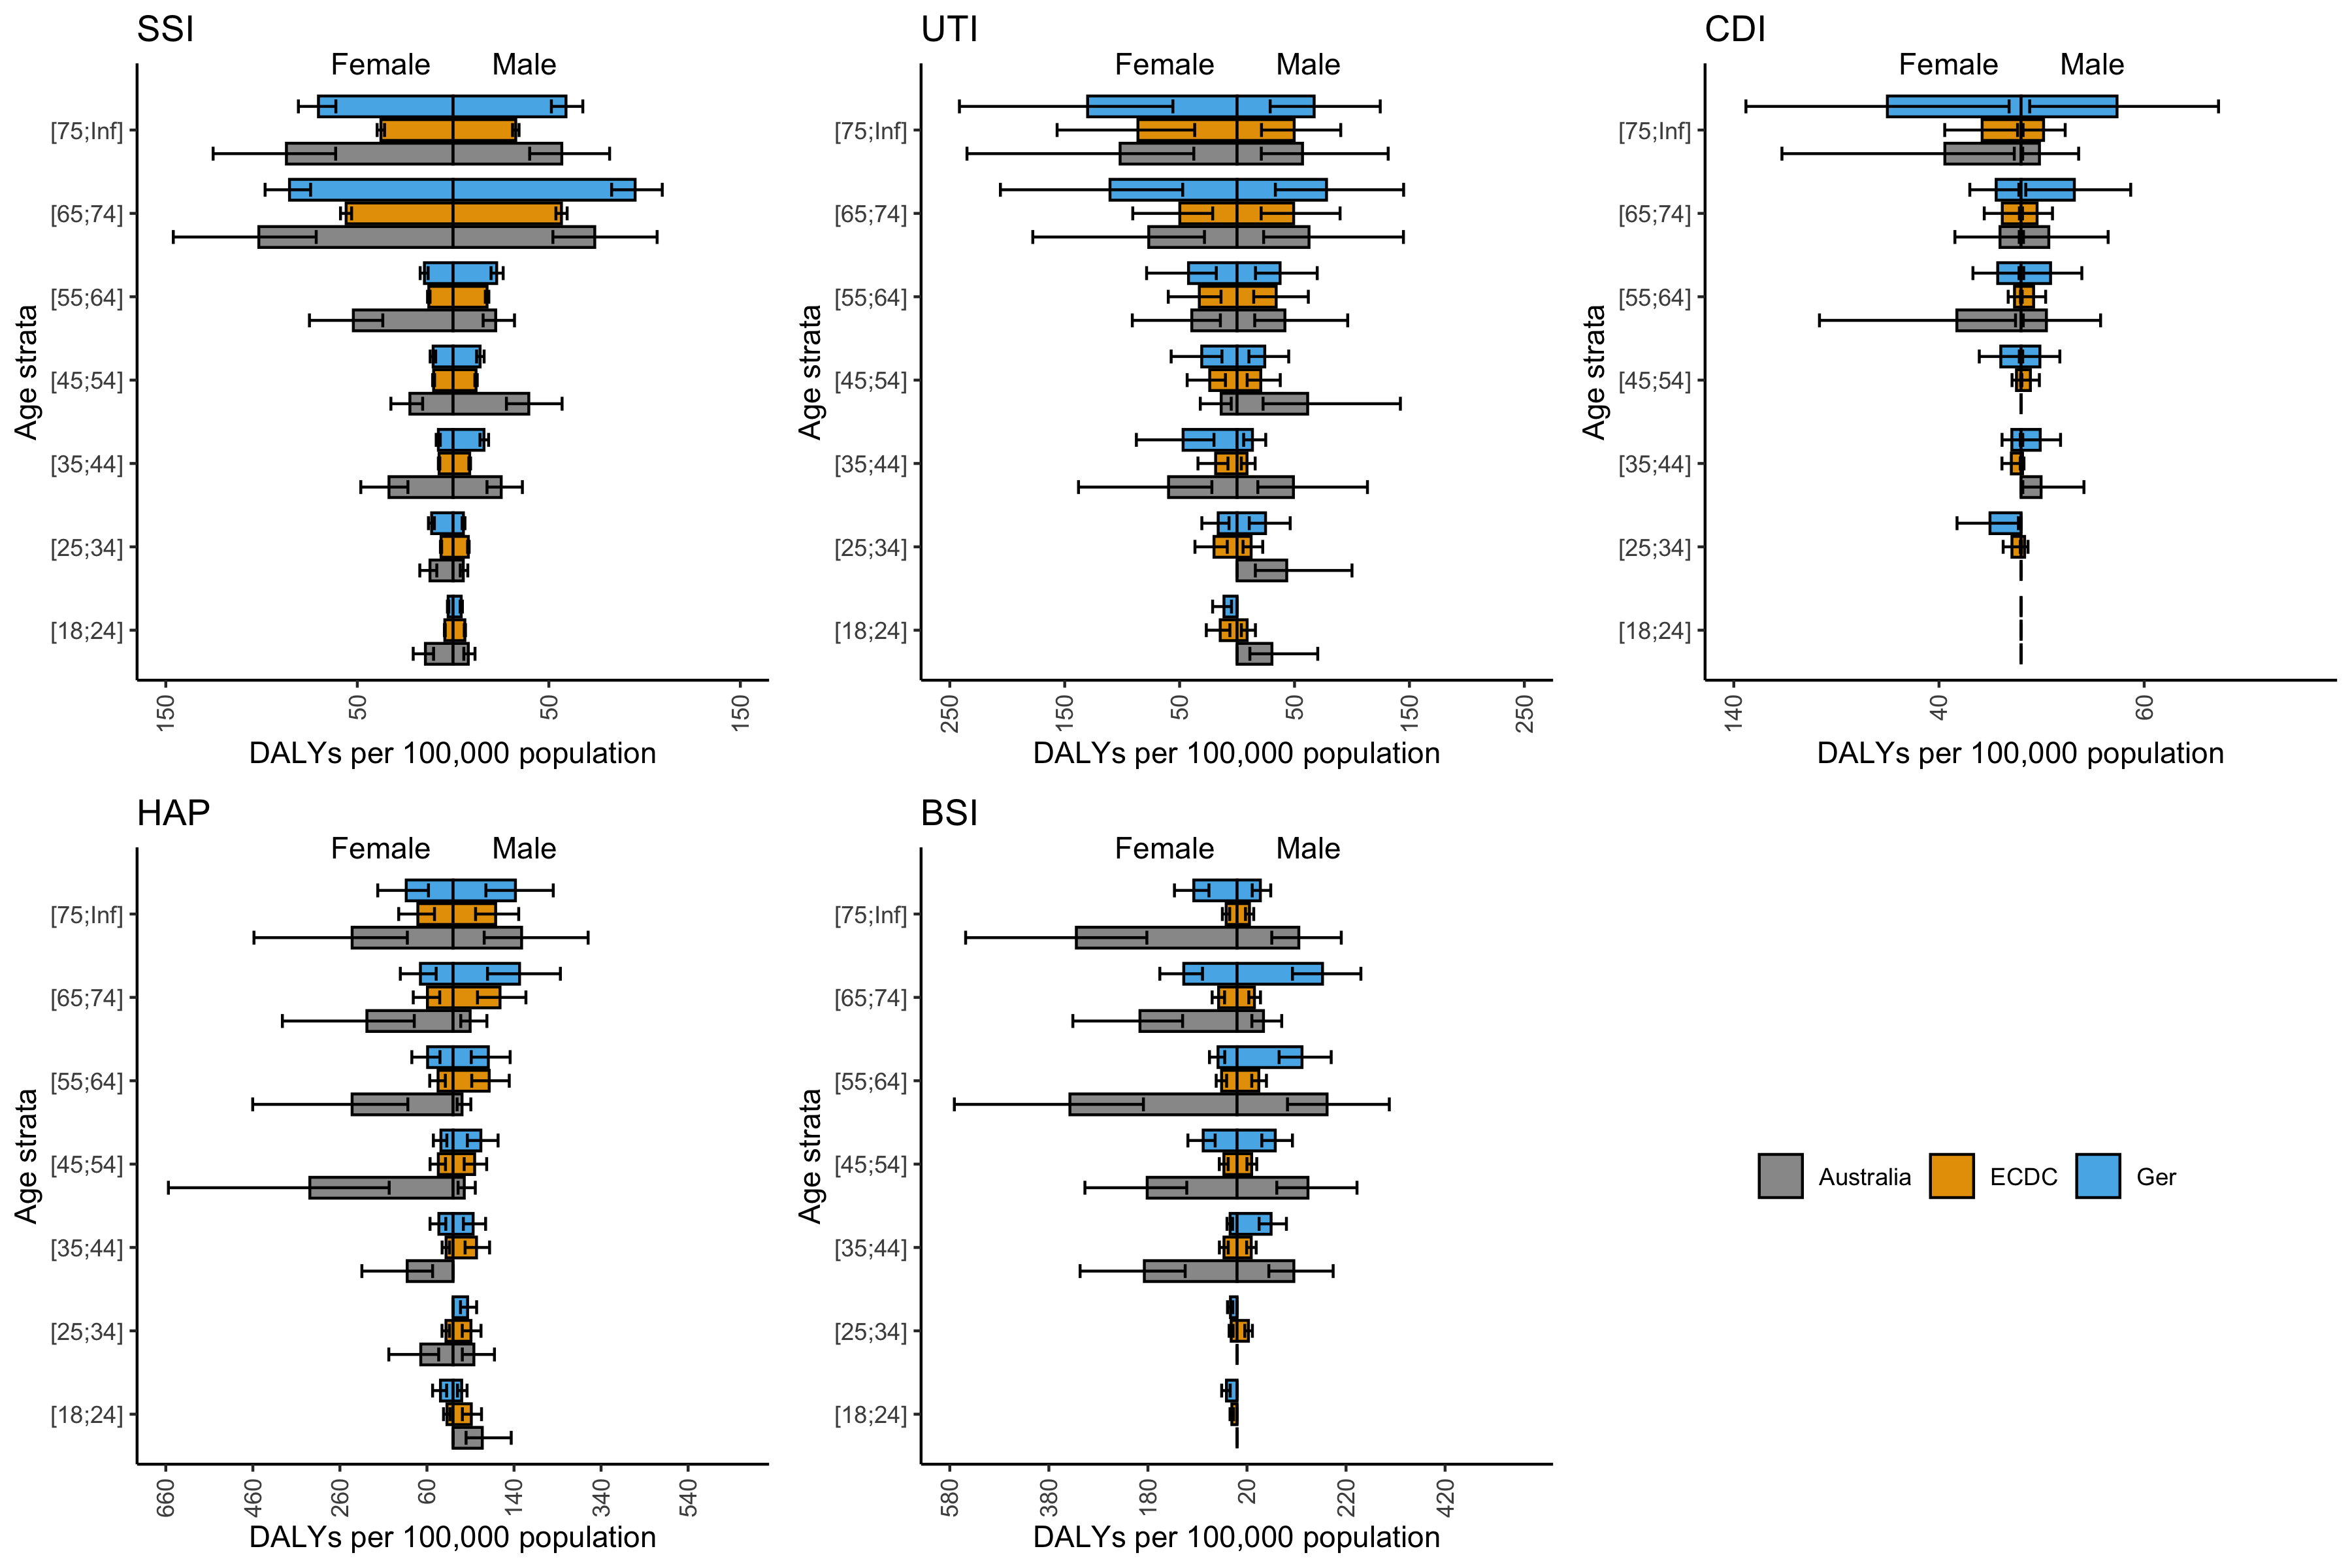 SSI
Female Male
[75;Inf]
[65;74]
[55;64]
[45;54]
[35;44]
[25;34]
[18;24]
Age strata
150 50 50 150
DALYs per 100,000 population
UTI
Female Male
[75;Inf]
[65;74]
[55;64]
[45;54]
[35;44]
[25;34]
[18;24]
Age strata
250 150 50 50 150 250
DALYs per 100,000 population
CDI
Female Male
[75;Inf]
[65;74]
[55;64]
[45;54]
[35;44]
[25;34]
[18;24]
Age strata
140 40 60
DALYs per 100,000 population
HAP
Female Male
[75;Inf]
[65;74]
[55;64]
[45;54]
[35;44]
[25;34]
[18;24]
Age strata
660 460 260 60 140 340 540
DALYs per 100,000 population
BSI
Female Male
[75;Inf]
[65;74]
[55;64]
[45;54]
[35;44]
[25;34]
[18;24]
Age strata
580 380 180 20 220 420
DALYs per 100,000 population
Australia ECDC Ger